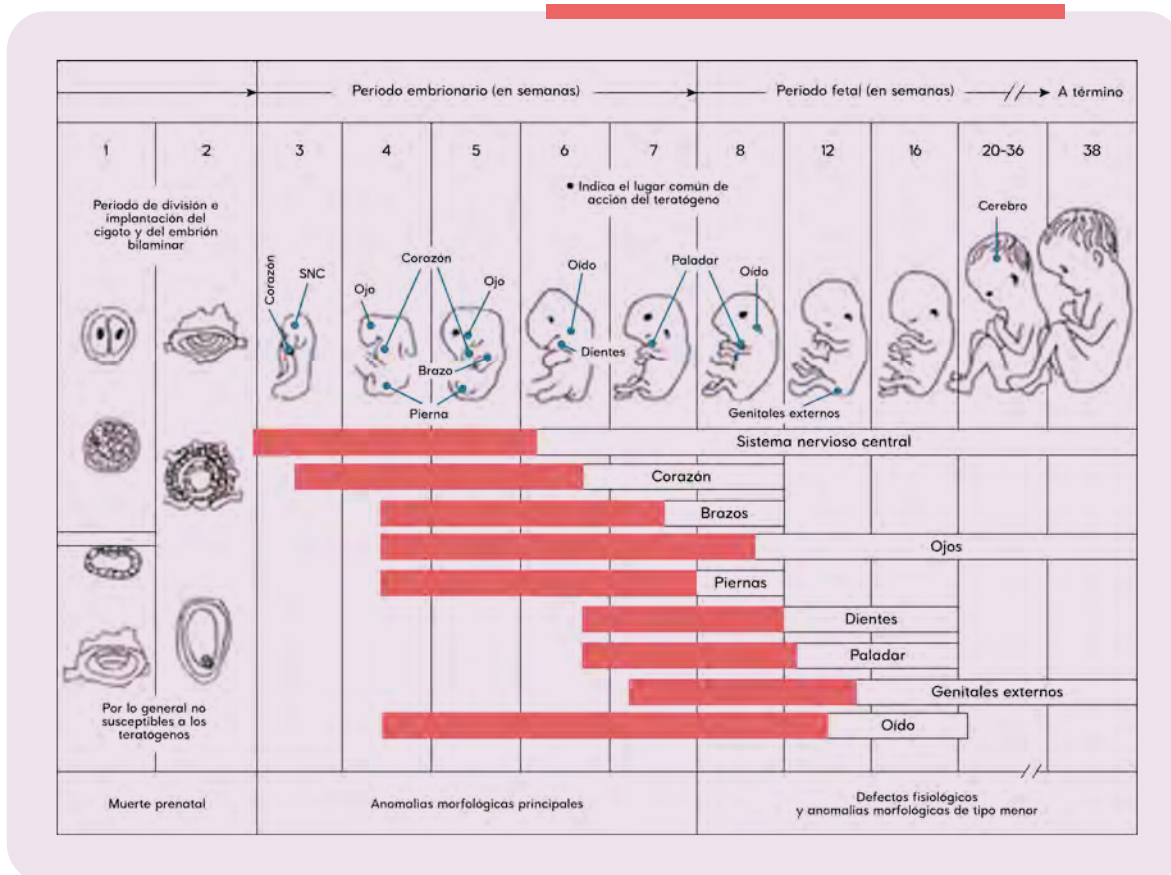 Periodo embrionario (en semanas)
Periodo fetal (en semanas)
A término
1
2
3
4
5
6
7
8
12
16
20-36
38
Periodo de división e
implantación del
cigoto y del embrión
bilaminar
• Indica el lugar común de
acción del teratógeno
Corazón
SNC
Ojo
Corazón
Ojo
Brazo
Pierna
Oído
Dientes
Paladar
Oído
Genitales externos
Cerebro
Sistema nervioso central
Corazón
Brazos
Ojos
Piernas
Dientes
Paladar
Genitales externos
Oído
Por lo general no
susceptibles a los
teratógenos
Muerte prenatal
Anomalías morfológicas principales
Defectos fisiológicos
y anomalías morfológicas de tipo menor